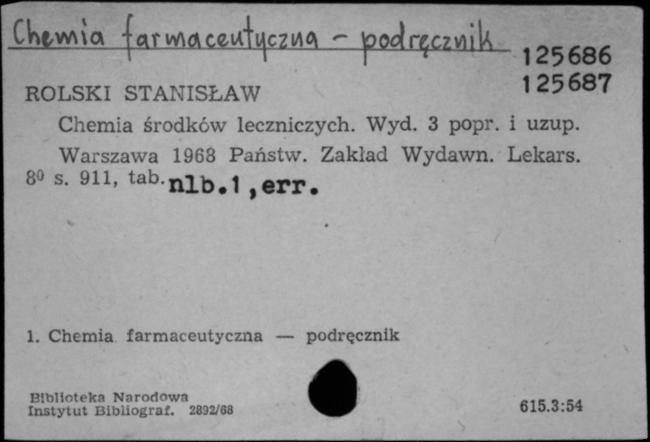 Chemia farmaceutyczna - podręcznik
125686
125687
ROLSKI STANISŁAW
Chemia środków leczniczych. Wyd. 3 popr. i uzup.
Warszawa 1968 Państw. Zakład Wydawn. Lekars.
8⁰ s. 911, tab. nlb.1,err.
1. Chemia farmaceutyczna — podręcznik
Biblioteka Narodowa
Instytut Bibliograf. 2892/68
615.3:54